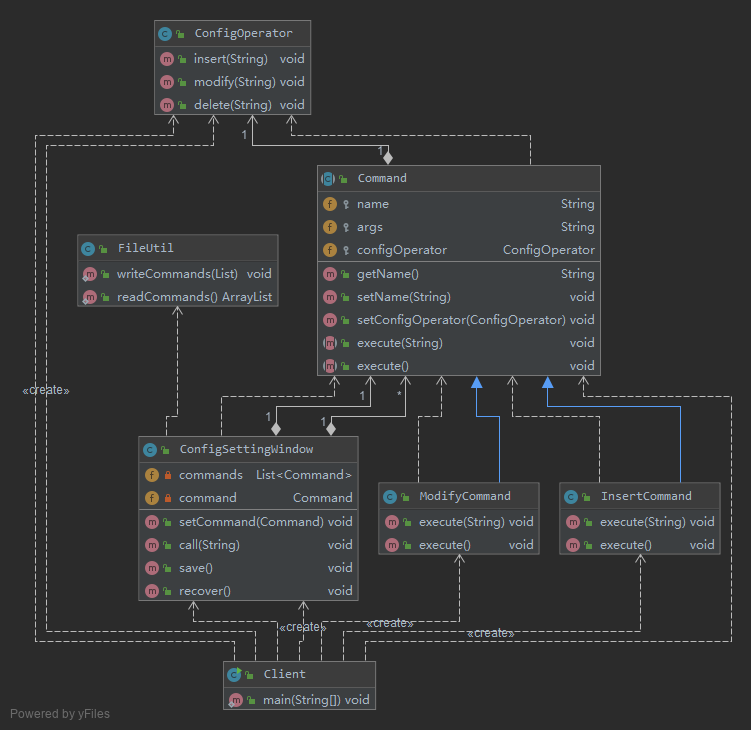 ConfigOperator
insert(String) void
modify(String) void
delete(String) void
1
1
Command
name String
args String
configOperator ConfigOperator
getName() String
setName(String) void
setConfigOperator(ConfigOperator) void
execute(String) void
execute() void
FileUtil
writeCommands(List) void
readCommands() ArrayList
«create»
1
*
1
1
ConfigSettingWindow
commands List<Command>
command Command
setCommand(Command) void
call(String) void
save() void
recover() void
ModifyCommand
execute(String) void
execute() void
InsertCommand
execute(String) void
execute() void
«create»
«create»
«create»
Client
main(String[]) void
Powered by yFiles